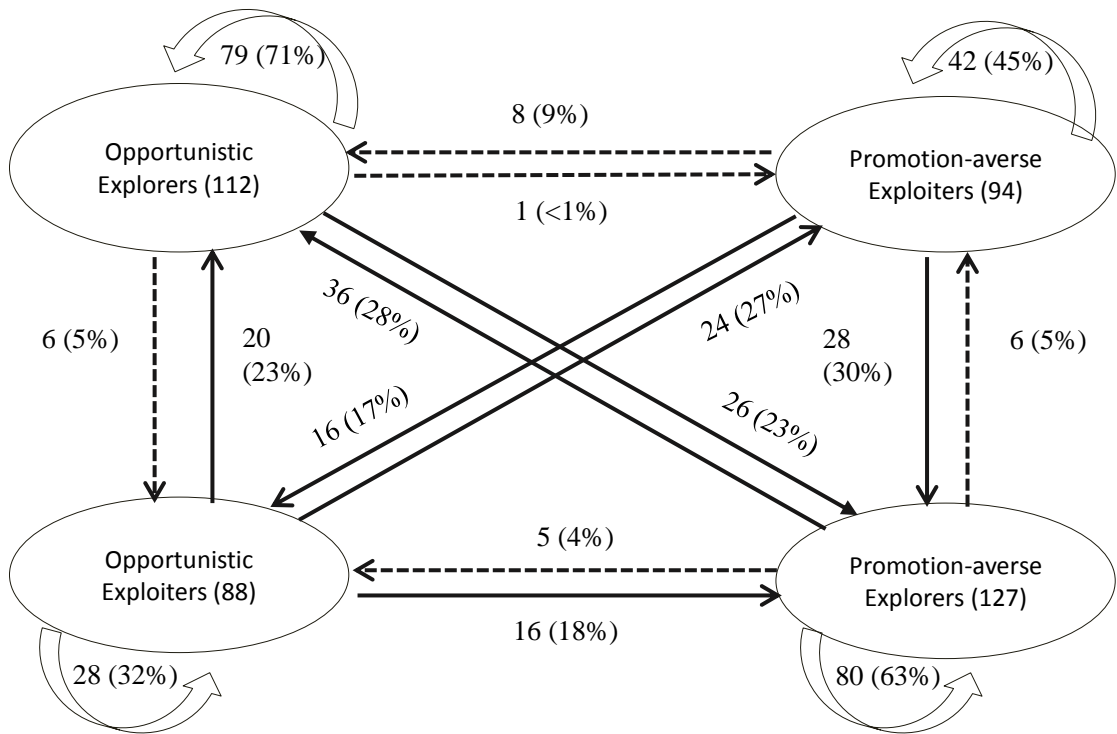 79 (71%)
42 (45%)
Opportunistic
Explorers (112)
8 (9%)
1 (<1%)
Promotion-averse
Exploiters (94)
6 (5%)
20
(23%)
36 (28%)
16 (17%)
24 (27%)
26 (23%)
28
(30%)
6 (5%)
Opportunistic
Exploiters (88)
5 (4%)
16 (18%)
Promotion-averse
Explorers (127)
28 (32%)
80 (63%)